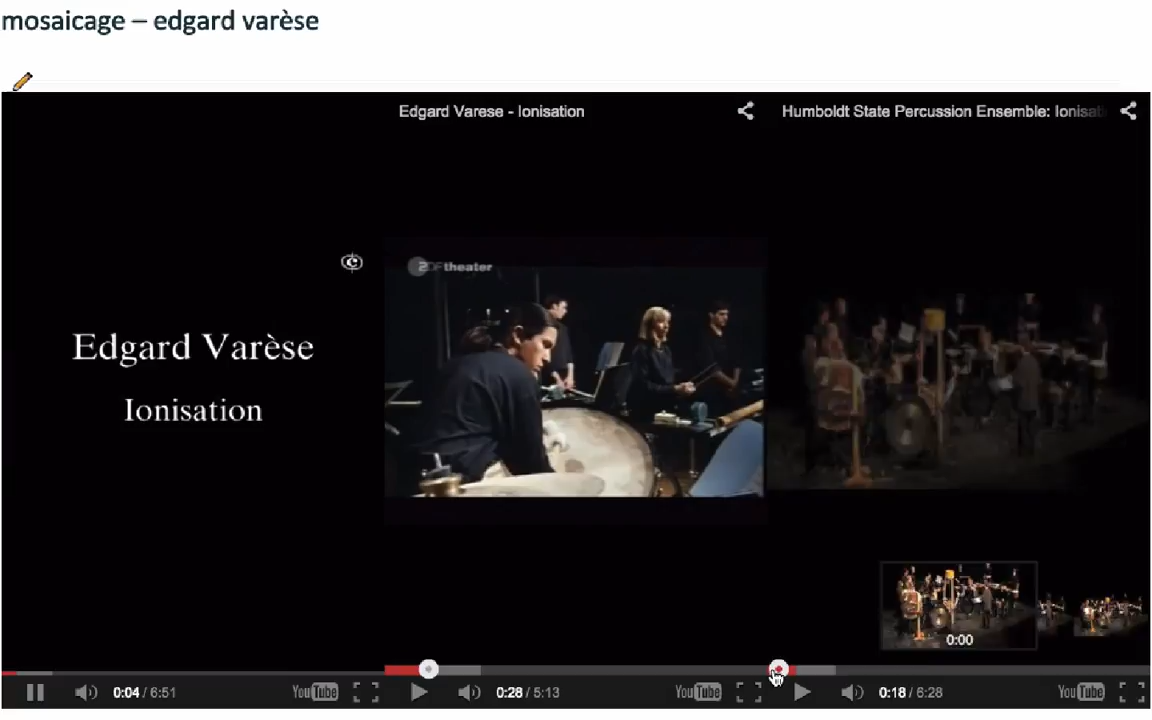 mosaicage – edgard varèse
Edgard Varese - Ionisation
Humboldt State Percussion Ensemble: Ionisati
ZDFtheater
Edgard Varèse
Ionisation
0:00
0:04 / 6:51
YouTube
0:28 / 5:13
YouTube
0:18 / 6:28
YouTube